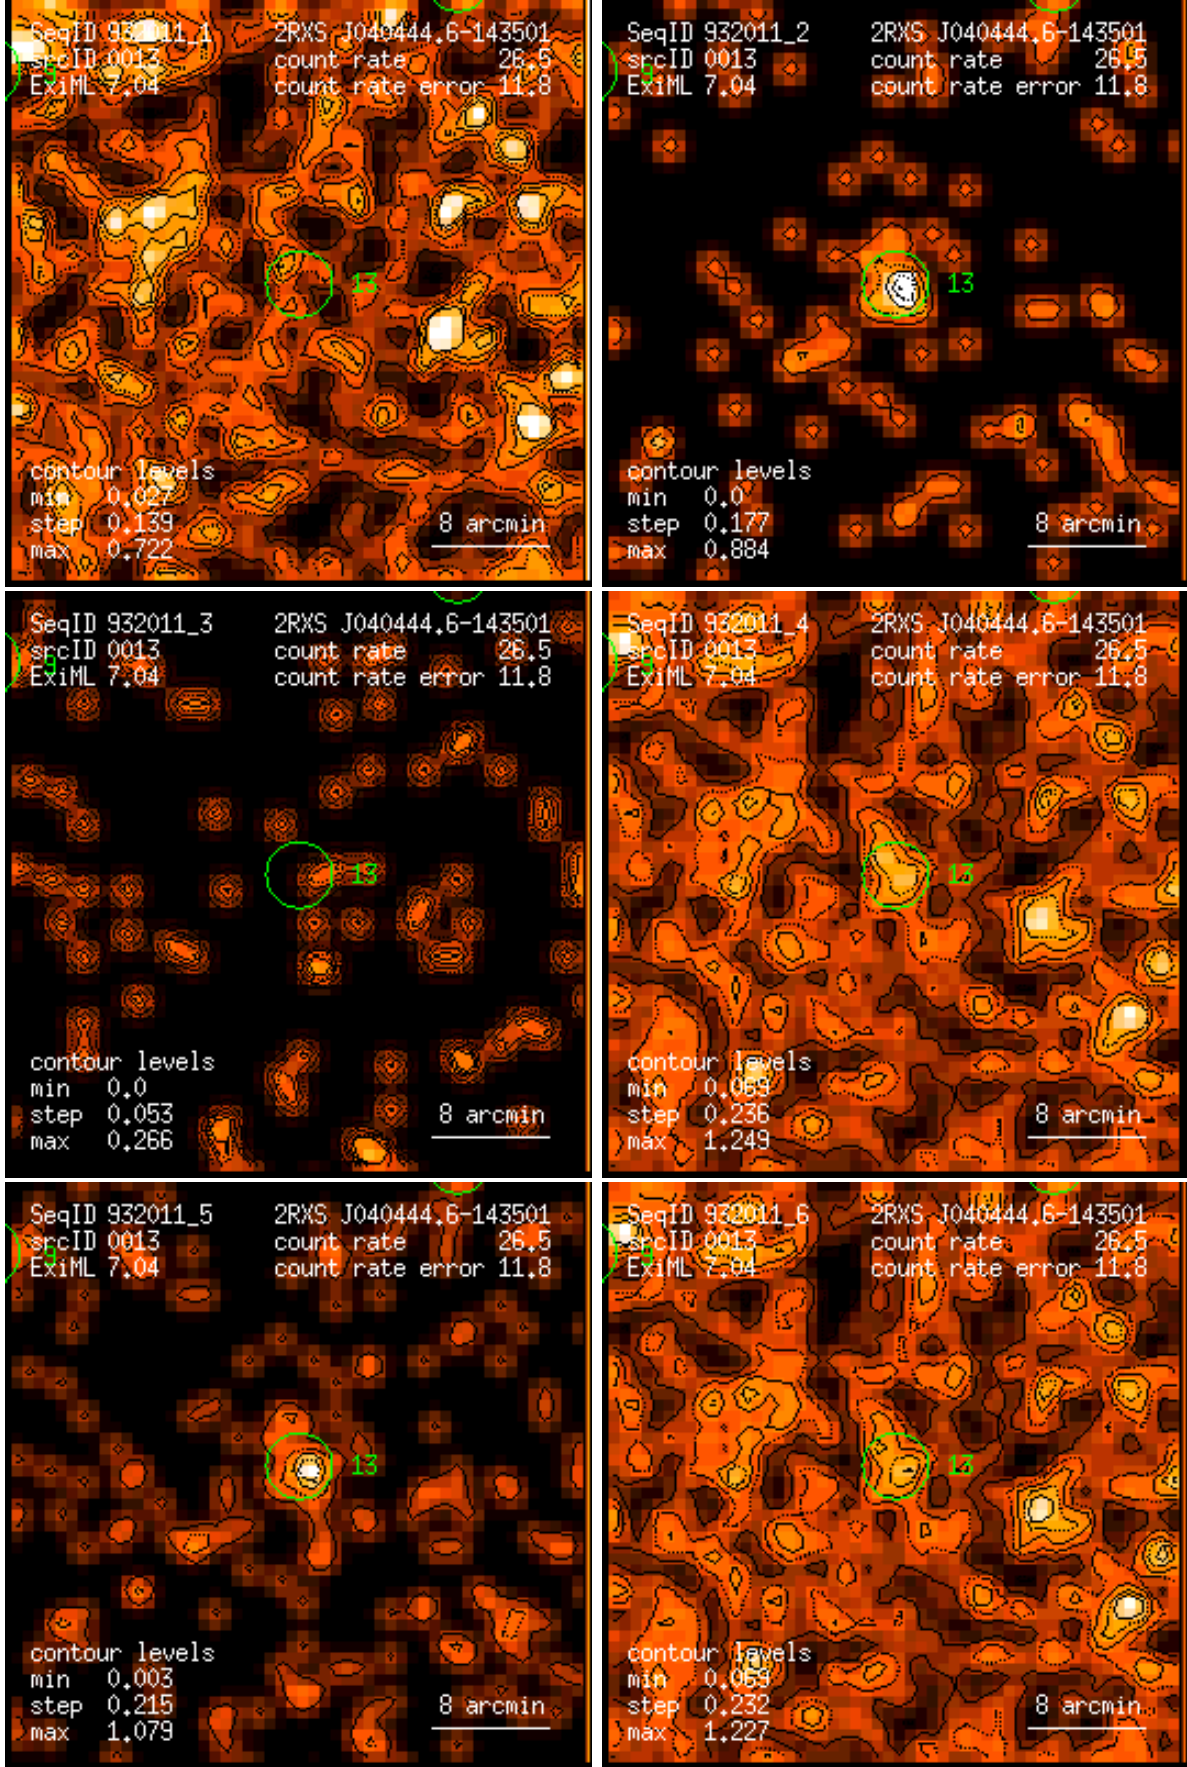 SeqID 932011_1 2RXS J040444.6-143501
srcID 0013 count rate 26.5
9
ExiML 7.04 count rate error 11.8
13
contour levels
min 0.027
step 0.139 8 arcmin
max 0.722
SeqID 932011_2 2RXS J040444.6-143501
srcID 0013 count rate 26.5
9
ExiML 7.04 count rate error 11.8
13
contour levels
min 0.0
step 0.177 8 arcmin
max 0.884
SeqID 932011_3 2RXS J040444.6-143501
srcID 0013 count rate 26.5
9
ExiML 7.04 count rate error 11.8
13
contour levels
min 0.0
step 0.053 8 arcmin
max 0.266
SeqID 932011_4 2RXS J040444.6-143501
srcID 0013 count rate 26.5
9
ExiML 7.04 count rate error 11.8
13
contour levels
min 0.069
step 0.236 8 arcmin
max 1.249
SeqID 932011_5 2RXS J040444.6-143501
srcID 0013 count rate 26.5
9
ExiML 7.04 count rate error 11.8
13
contour levels
min 0.003
step 0.215 8 arcmin
max 1.079
SeqID 932011_6 2RXS J040444.6-143501
srcID 0013 count rate 26.5
9
ExiML 7.04 count rate error 11.8
13
contour levels
min 0.069
step 0.232 8 arcmin
max 1.227